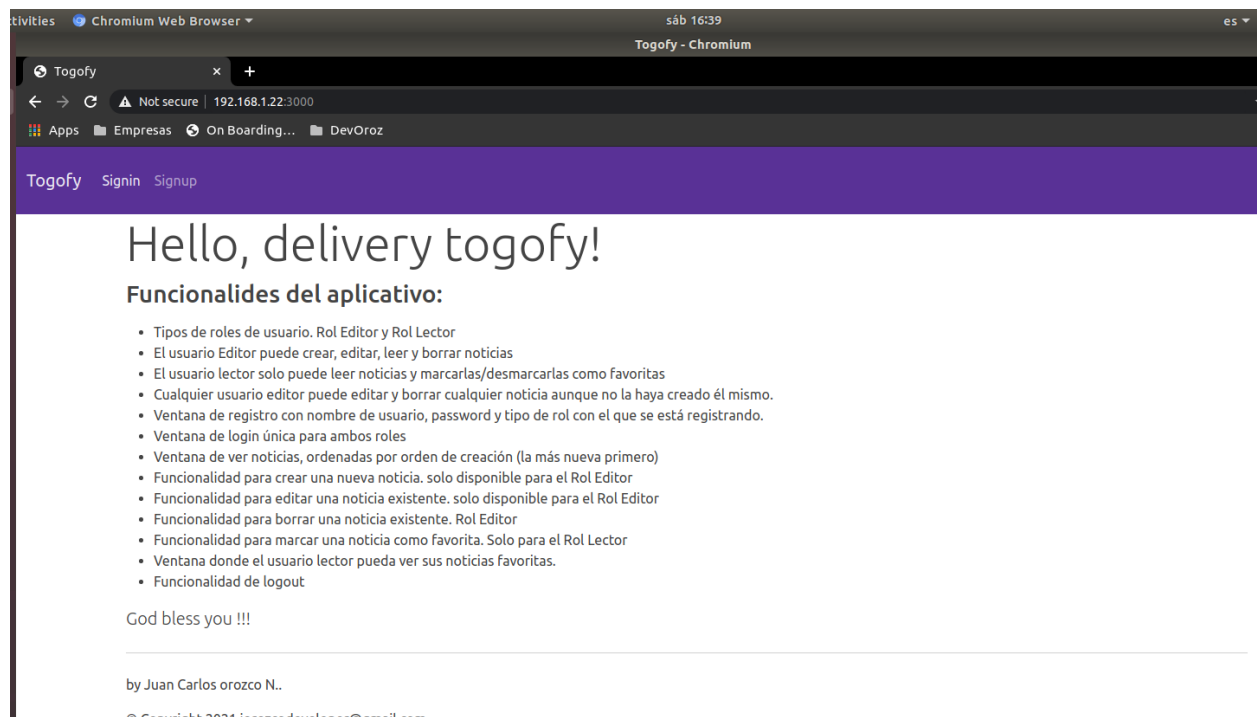 Chromium Web Browser
sáb 16:39
es
Togofy - Chromium
Togofy
Not secure | 192.168.1.22:3000
Apps Empresas On Boarding... DevOroz
Togofy Signin Signup
Hello, delivery togofy!
Funcionalides del aplicativo:
Tipos de roles de usuario. Rol Editor y Rol Lector
El usuario Editor puede crear, editar, leer y borrar noticias
El usuario lector solo puede leer noticias y marcarlas/desmarcarlas como favoritas
Cualquier usuario editor puede editar y borrar cualquier noticia aunque no la haya creado él mismo.
Ventana de registro con nombre de usuario, password y tipo de rol con el que se está registrando.
Ventana de login única para ambos roles
Ventana de ver noticias, ordenadas por orden de creación (la más nueva primero)
Funcionalidad para crear una nueva noticia. solo disponible para el Rol Editor
Funcionalidad para editar una noticia existente. solo disponible para el Rol Editor
Funcionalidad para borrar una noticia existente. Rol Editor
Funcionalidad para marcar una noticia como favorita. Solo para el Rol Lector
Ventana donde el usuario lector pueda ver sus noticias favoritas.
Funcionalidad de logout
God bless you !!!
by Juan Carlos orozco N..
© Copyright 2021